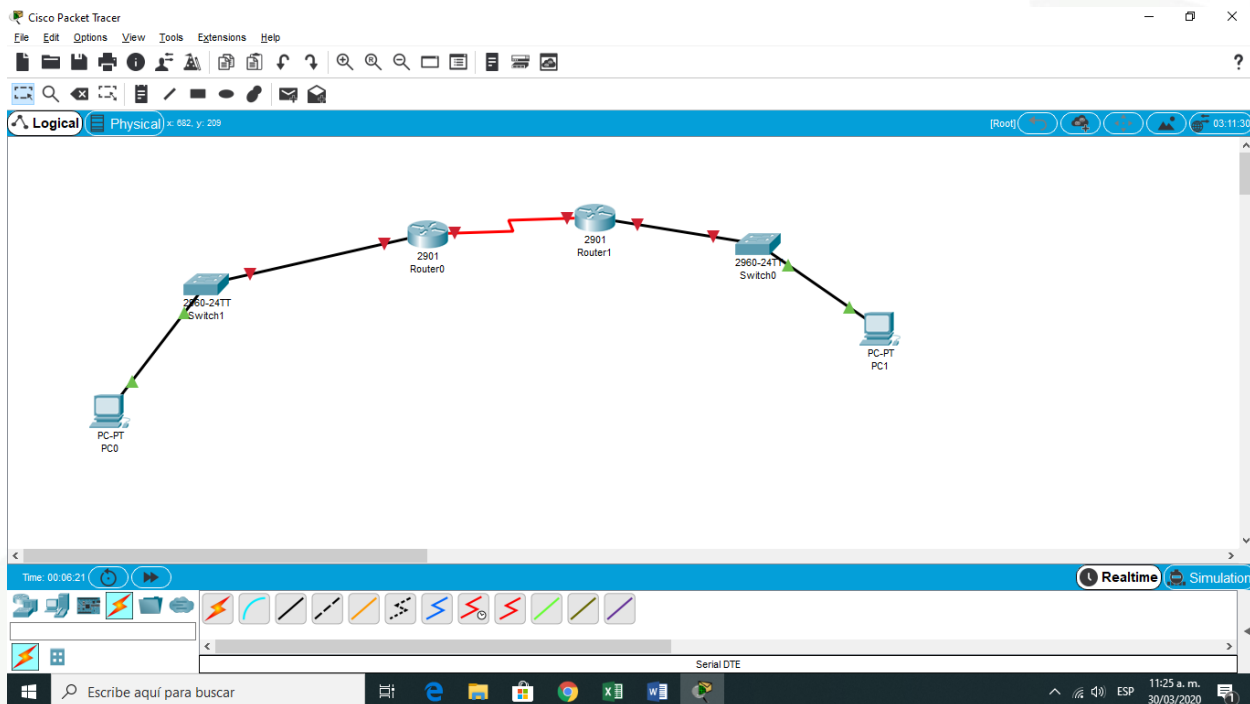 Cisco Packet Tracer
File Edit Options View Tools Extensions Help
?
Logical Physical x: 682, y: 209 [Root] 03:11:30
2901
Router0
2901
Router1
2960-24TT
Switch0
2960-24TT
Switch1
PC-PT
PC1
PC-PT
PC0
Time: 00:06:21 Realtime Simulation
Serial DTE
Escribe aquí para buscar
ESP
11:25 a. m.
30/03/2020